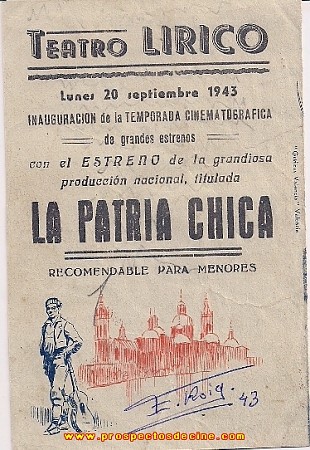 TEATRO LIRICO
Lunes 20 septiembre 1943
INAUGURACION de la TEMPORADA CINEMATOGRAFICA
de grandes estrenos
con el ESTRENO de la grandiosa
producción nacional, titulada
LA PATRIA CHICA
RECOMENDABLE PARA MENORES
E. Roig. 43
www.prospectosdecine.com